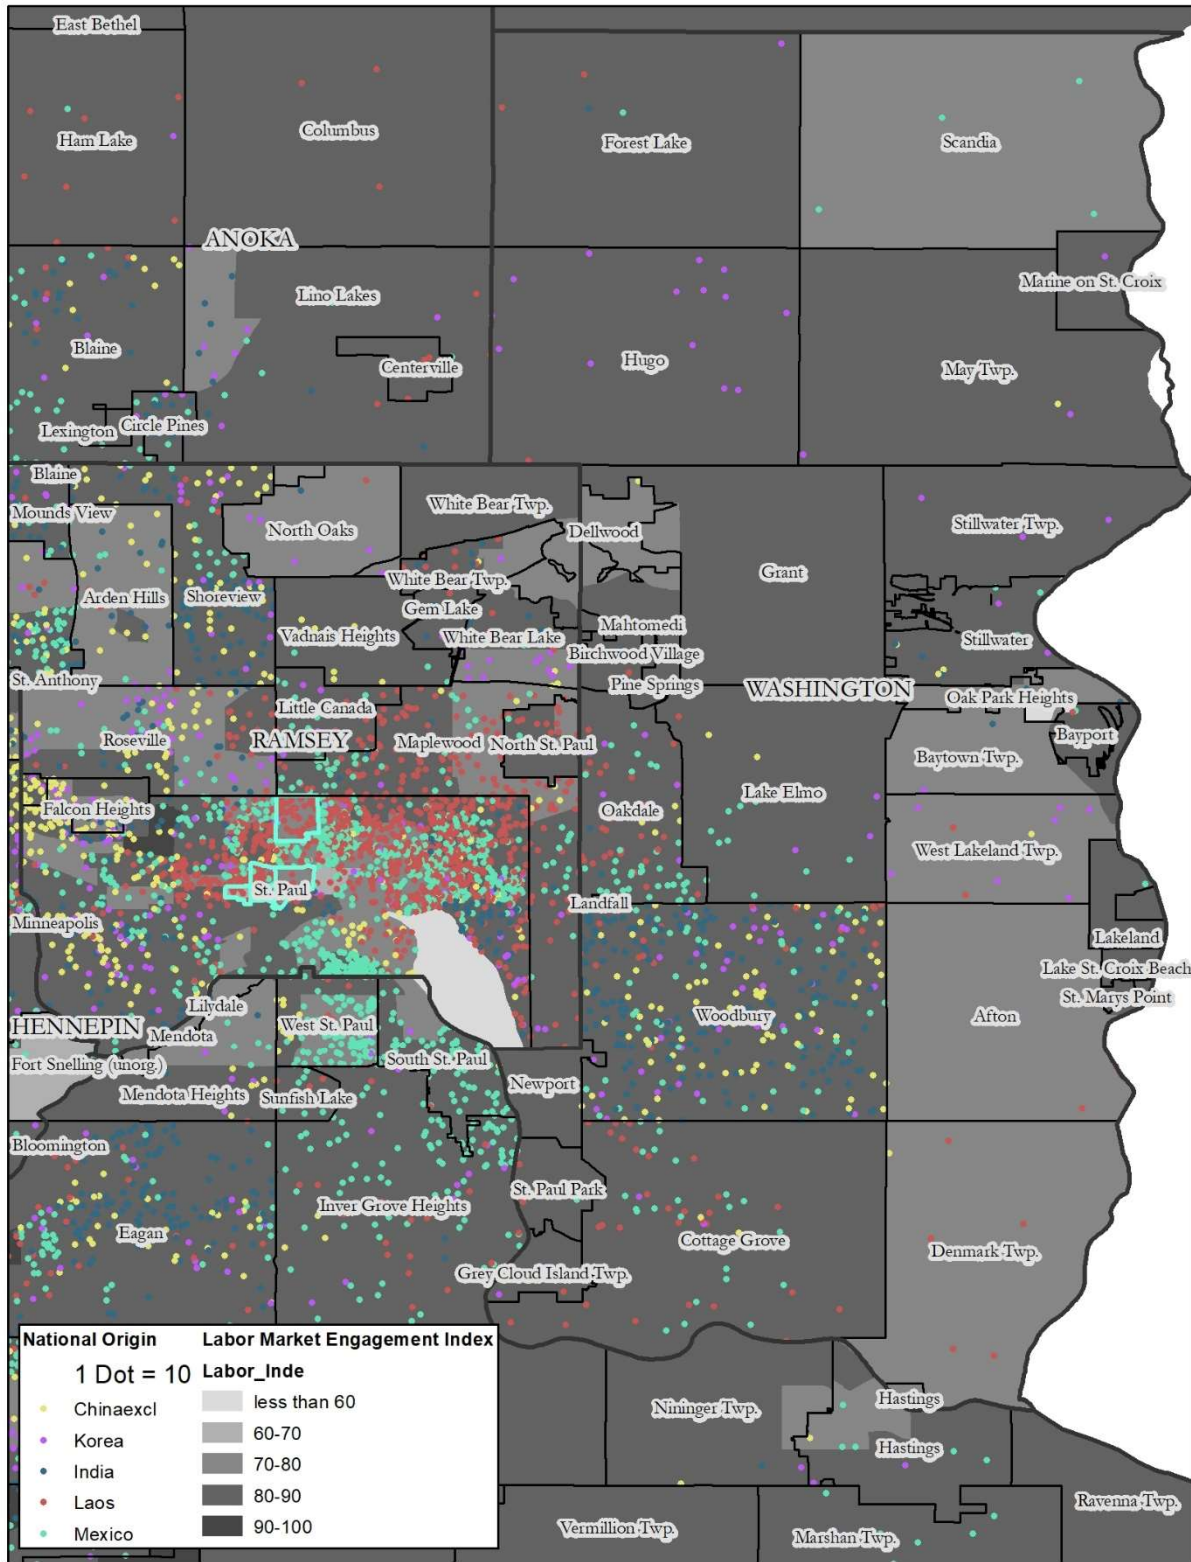 East Bethel
Ham Lake
Columbus
Forest Lake
Scandia
ANOKA
Marine on St. Croix
Lino Lakes
Blaine
Centerville
Hugo
May Twp.
Lexington
Circle Pines
Blaine
Mounds View
North Oaks
White Bear Twp.
Dellwood
Stillwater Twp.
Grant
White Bear Twp.
Arden Hills
Shoreview
Gem Lake
Vadnais Heights
White Bear Lake
Mahtomedi
Stillwater
Birchwood Village
St. Anthony
Pine Springs
WASHINGTON
Oak Park Heights
Little Canada
Roseville
RAMSEY
Maplewood
North St. Paul
Bayport
Baytown Twp.
Falcon Heights
Oakdale
Lake Elmo
West Lakeland Twp.
St. Paul
Landfall
Minneapolis
Lakeland
Lake St. Croix Beach
St. Marys Point
Lilydale
HENNEPIN
Mendota
West St. Paul
Woodbury
Afton
Fort Snelling (unorg.)
South St. Paul
Newport
Mendota Heights
Sunfish Lake
Bloomington
St. Paul Park
Inver Grove Heights
Eagan
Cottage Grove
Denmark Twp.
Grey Cloud Island Twp.
National Origin
1 Dot = 10
Chinaexcl
Korea
India
Laos
Mexico
Labor Market Engagement Index
Labor_Inde
less than 60
60-70
70-80
80-90
90-100
Nininger Twp.
Hastings
Hastings
Ravenna Twp.
Vermillion Twp.
Marshan Twp.